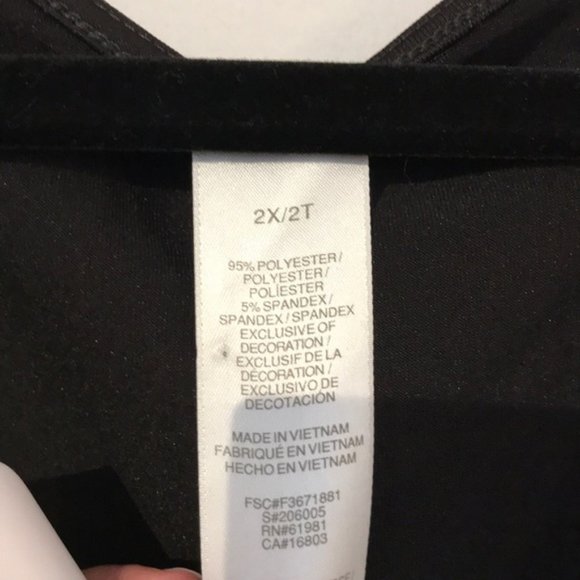 2X/2T
95% POLYESTER/
POLYESTER/
POLÍESTER
5% SPANDEX/
SPANDEX/SPANDEX
EXCLUSIVE OF
DECORATION/
EXCLUSIF DE LA
DÉCORATION/
EXCLUSIVO DE
DECOTACIÓN
MADE IN VIETNAM
FABRIQUÉ EN VIETNAM
HECHO EN VIETNAM
FSC#F3671881
S#206005
RN#61981
CA#16803